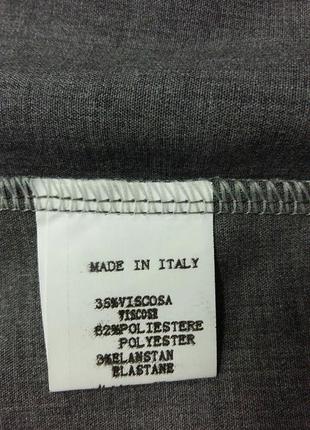 MADE IN ITALY
35%VISCOSA
VISCOSE
62%POLIESTERE
POLYESTER
3%ELANSTAN
ELASTANE